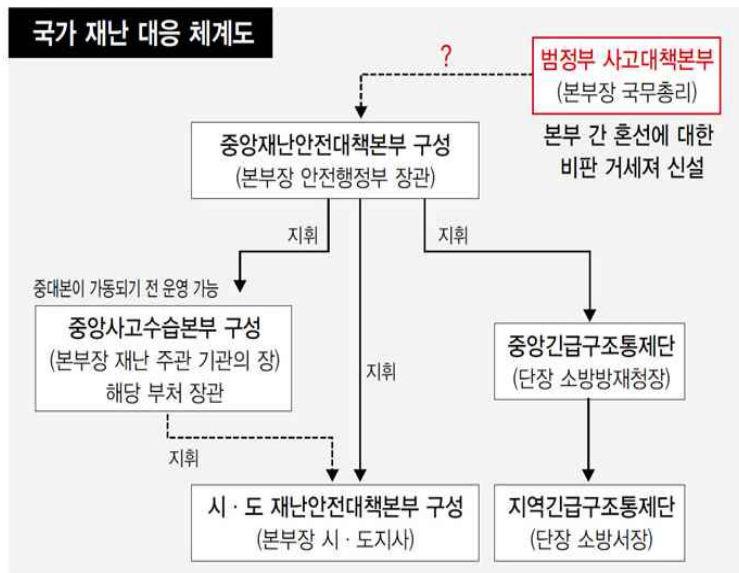 국가 재난 대응 체계도
?
범정부 사고대책본부
(본부장 국무총리)
본부 간 혼선에 대한
비판 거세져 신설
중앙재난안전대책본부 구성
(본부장 안전행정부 장관)
지휘
지휘
중대본이 가동되기 전 운영 가능
중앙사고수습본부 구성
(본부장 재난 주관 기관의 장)
해당 부처 장관
지휘
중앙긴급구조통제단
(단장 소방방재청장)
지휘
시·도 재난안전대책본부 구성
(본부장 시·도지사)
지역긴급구조통제단
(단장 소방서장)